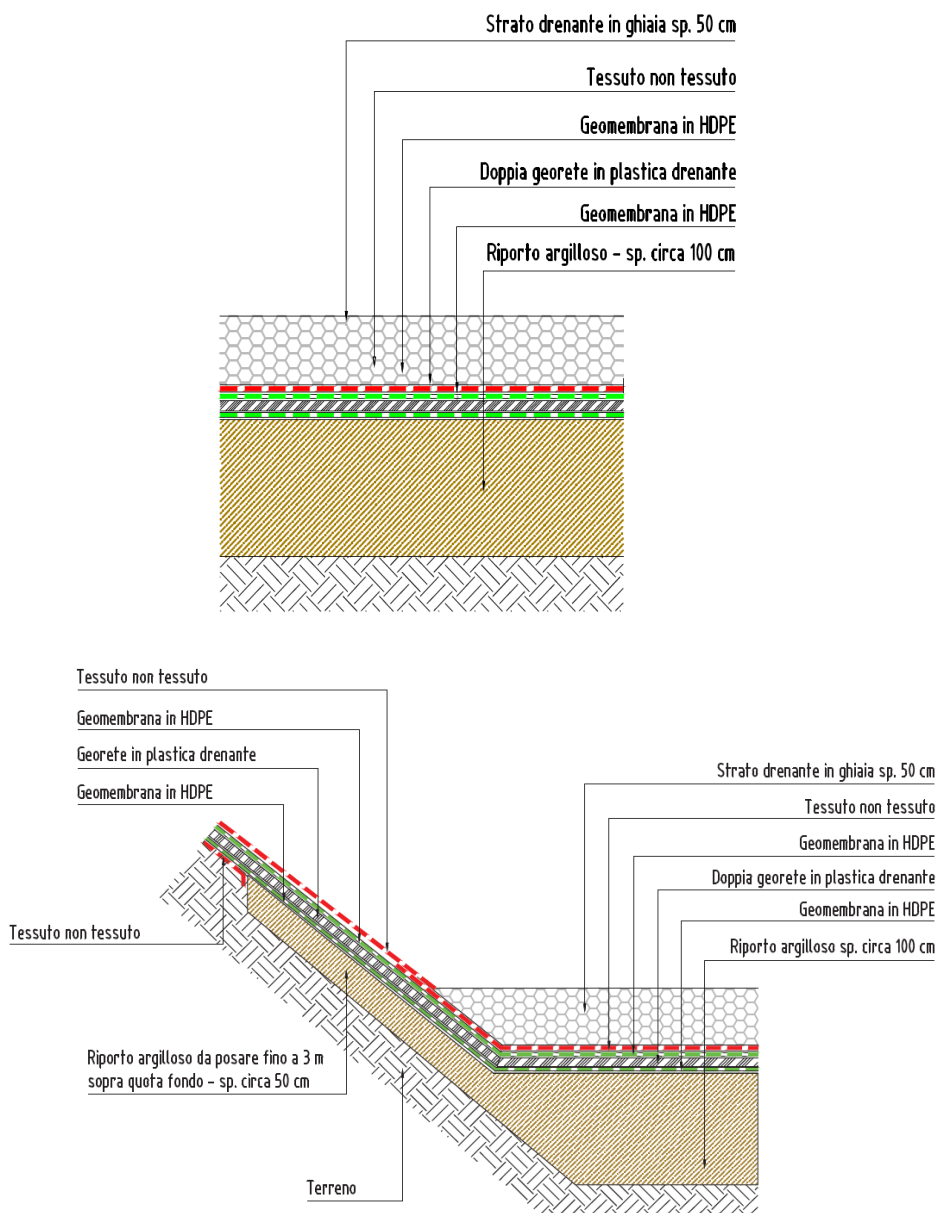 Strato drenante in ghiaia sp. 50 cm
Tessuto non tessuto
Geomembrana in HDPE
Doppia georete in plastica drenante
Geomembrana in HDPE
Riporto argilloso - sp. circa 100 cm
Tessuto non tessuto
Geomembrana in HDPE
Georete in plastica drenante
Geomembrana in HDPE
Tessuto non tessuto
Riporto argilloso da posare fino a 3 m
sopra quota fondo - sp. circa 50 cm
Terreno
Strato drenante in ghiaia sp. 50 cm
Tessuto non tessuto
Geomembrana in HDPE
Doppia georete in plastica drenante
Geomembrana in HDPE
Riporto argilloso sp. circa 100 cm